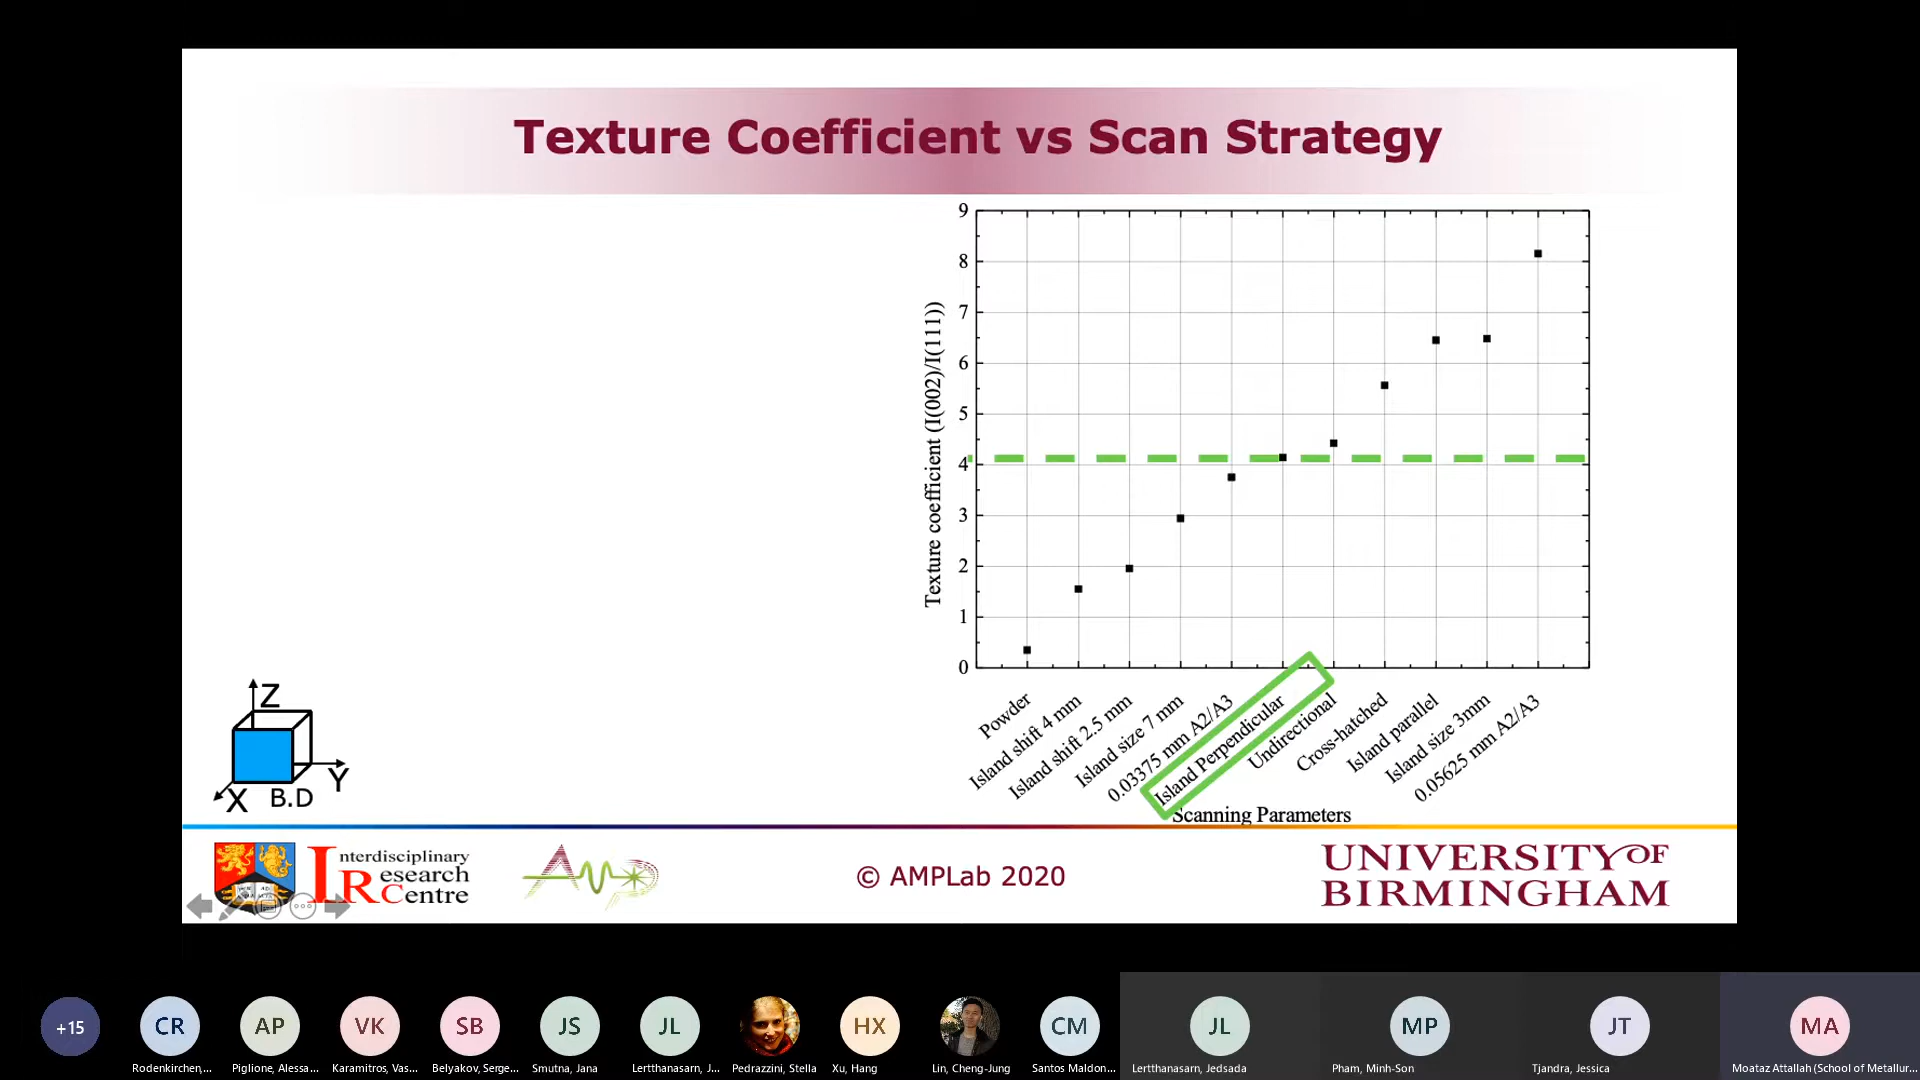 Texture Coefficient vs Scan Strategy
9
8
7
6
5
4
3
2
1
0
Texture coefficient (I(002)/I(111))
Powder
Island shift 4 mm
Island shift 2.5 mm
Island size 7 mm
0.03375 mm A2/A3
Island Perpendicular
Undirectional
Cross-hatched
Island parallel
Island size 3mm
0.05625 mm A2/A3
Scanning Parameters
Z
Y
X
B.D
Interdisciplinary
Research
Centre
AMP
© AMPLab 2020
UNIVERSITY OF
BIRMINGHAM
+15
CR
AP
VK
SB
JS
JL
HX
CM
JL
MP
JT
MA
Rodenkirchen,...
Piglione, Alessa...
Karamitros, Vas...
Belyakov, Serge...
Smutna, Jana
Lertthanasarn, J...
Pedrazzini, Stella
Xu, Hang
Lin, Cheng-Jung
Santos Maldon...
Lertthanasarn, Jedsada
Pham, Minh-Son
Tjandra, Jessica
Moataz Attallah (School of Metallur...